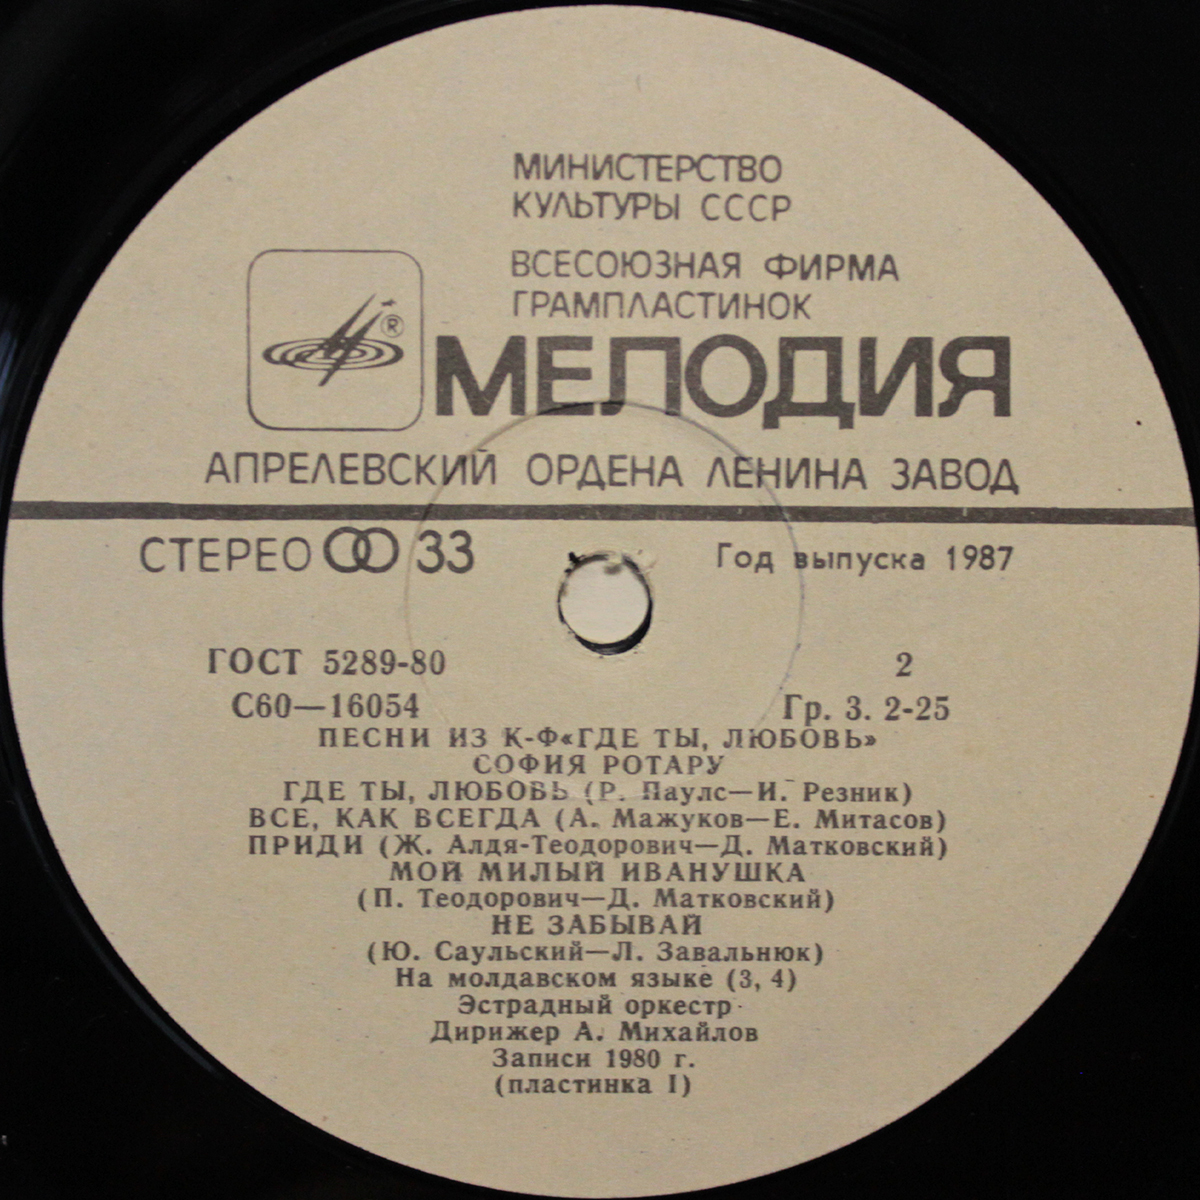 МИНИСТЕРСТВО
КУЛЬТУРЫ СССР
ВСЕСОЮЗНАЯ ФИРМА
ГРАМПЛАСТИНОК
®
МЕЛОДИЯ
АПРЕЛЕВСКИЙ ОРДЕНА ЛЕНИНА ЗАВОД
СТЕРЕО 33 Год выпуска 1987
ГОСТ 5289-80 2
С60—16054 Гр. 3. 2-25
ПЕСНИ ИЗ К-Ф«ГДЕ ТЫ, ЛЮБОВЬ»
СОФИЯ РОТАРУ
ГДЕ ТЫ, ЛЮБОВЬ (Р. Паулс—И. Резник)
ВСЕ, КАК ВСЕГДА (А. Мажуков—Е. Митасов)
ПРИДИ (Ж. Алдя-Теодорович—Д. Матковский)
МОЙ МИЛЫЙ ИВАНУШКА
(П. Теодорович—Д. Матковский)
НЕ ЗАБЫВАЙ
(Ю. Саульский—Л. Завальнюк)
На молдавском языке (3, 4)
Эстрадный оркестр
Дирижер А. Михайлов
Записи 1980 г.
(пластинка I)